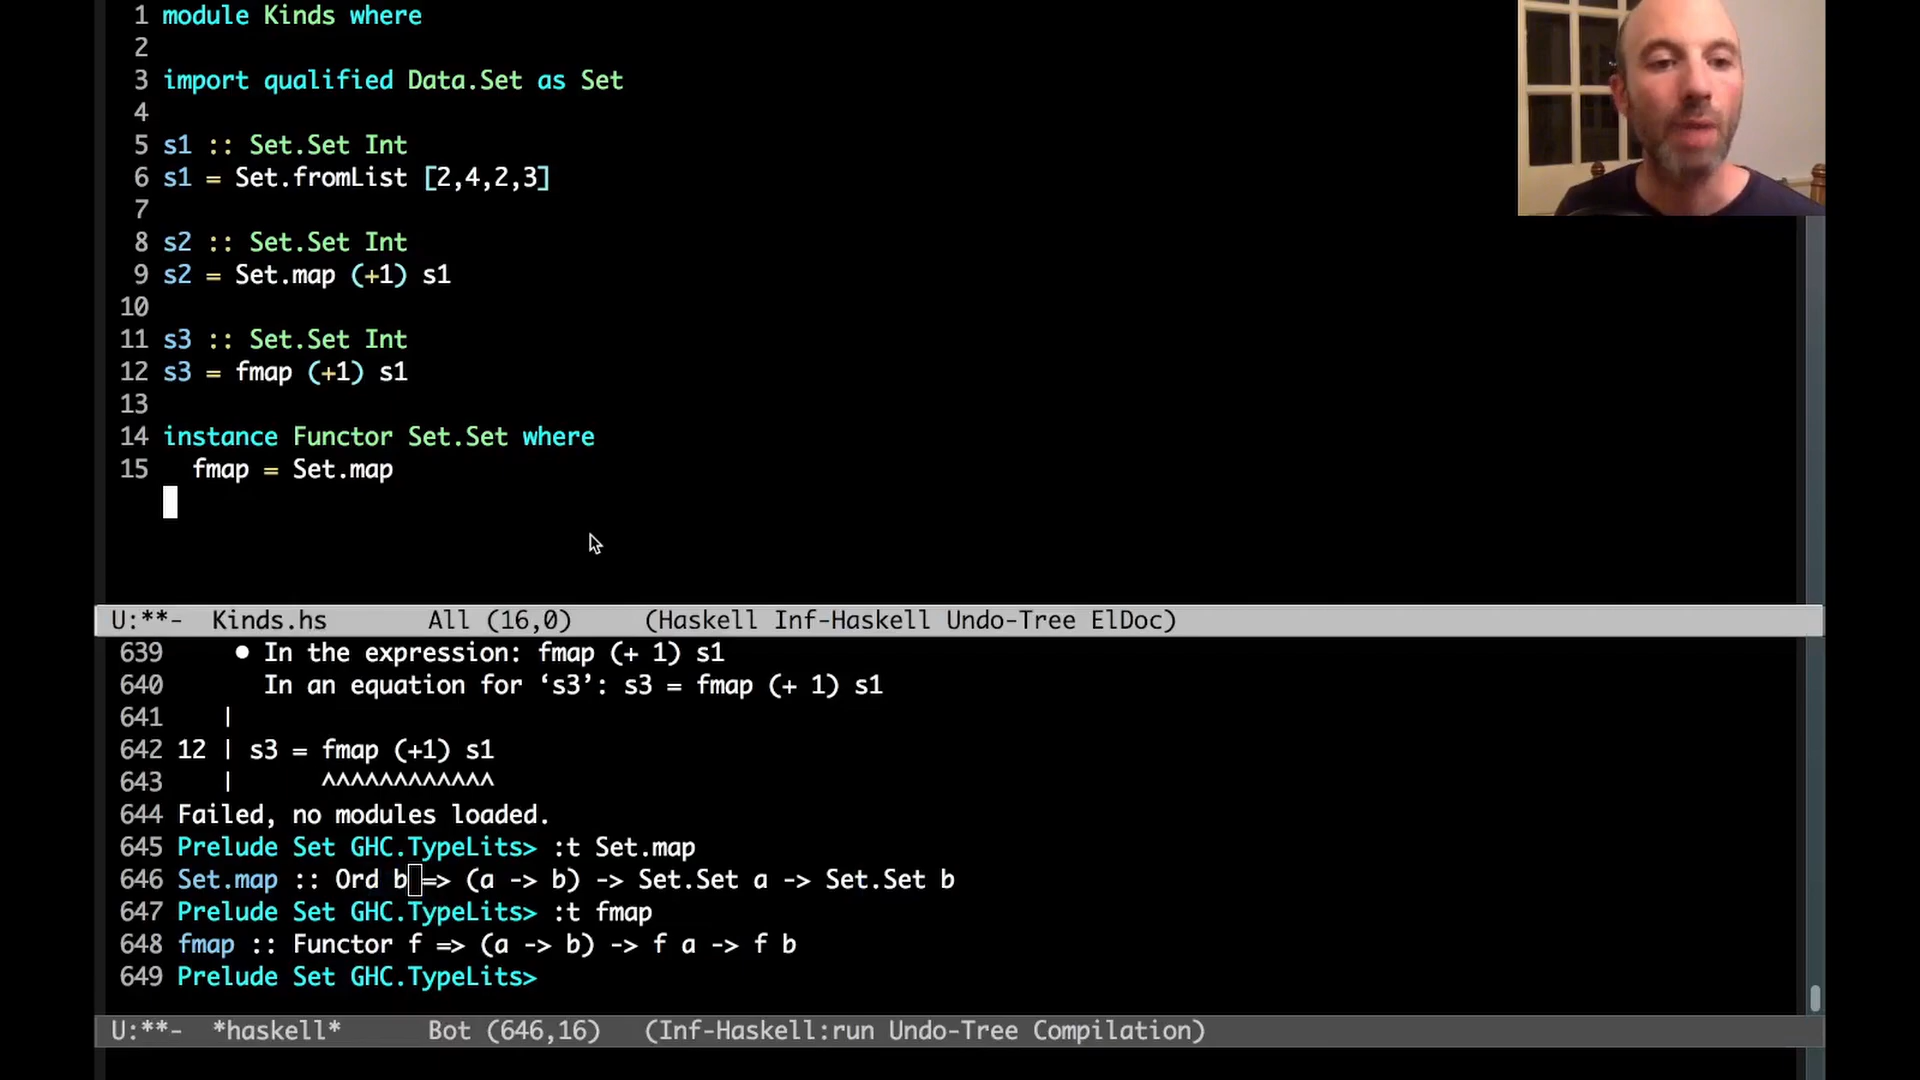 1 module Kinds where
2
3 import qualified Data.Set as Set
4
5 s1 :: Set.Set Int
6 s1 = Set.fromList [2,4,2,3]
7
8 s2 :: Set.Set Int
9 s2 = Set.map (+1) s1
10
11 s3 :: Set.Set Int
12 s3 = fmap (+1) s1
13
14 instance Functor Set.Set where
15   fmap = Set.map
U:**-  Kinds.hs       All (16,0)     (Haskell Inf-Haskell Undo-Tree ElDoc)
639     • In the expression: fmap (+ 1) s1
640       In an equation for ‘s3’: s3 = fmap (+ 1) s1
641    |
642 12 | s3 = fmap (+1) s1
643    |      ^^^^^^^^^^^^
644 Failed, no modules loaded.
645 Prelude Set GHC.TypeLits> :t Set.map
646 Set.map :: Ord b => (a -> b) -> Set.Set a -> Set.Set b
647 Prelude Set GHC.TypeLits> :t fmap
648 fmap :: Functor f => (a -> b) -> f a -> f b
649 Prelude Set GHC.TypeLits>
U:**-  *haskell*      Bot (646,16)   (Inf-Haskell:run Undo-Tree Compilation)